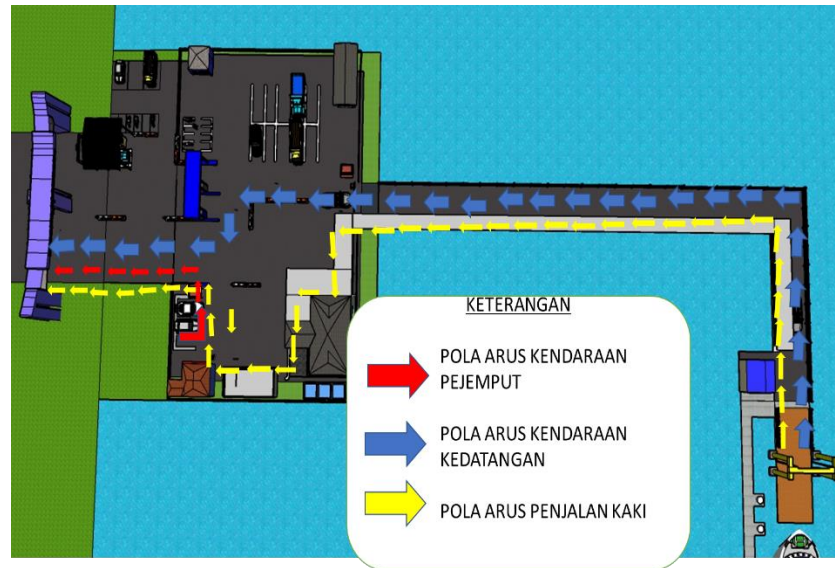 KETERANGAN
POLA ARUS KENDARAAN
PEJEMPUT
POLA ARUS KENDARAAN
KEDATANGAN
POLA ARUS PENJALAN KAKI